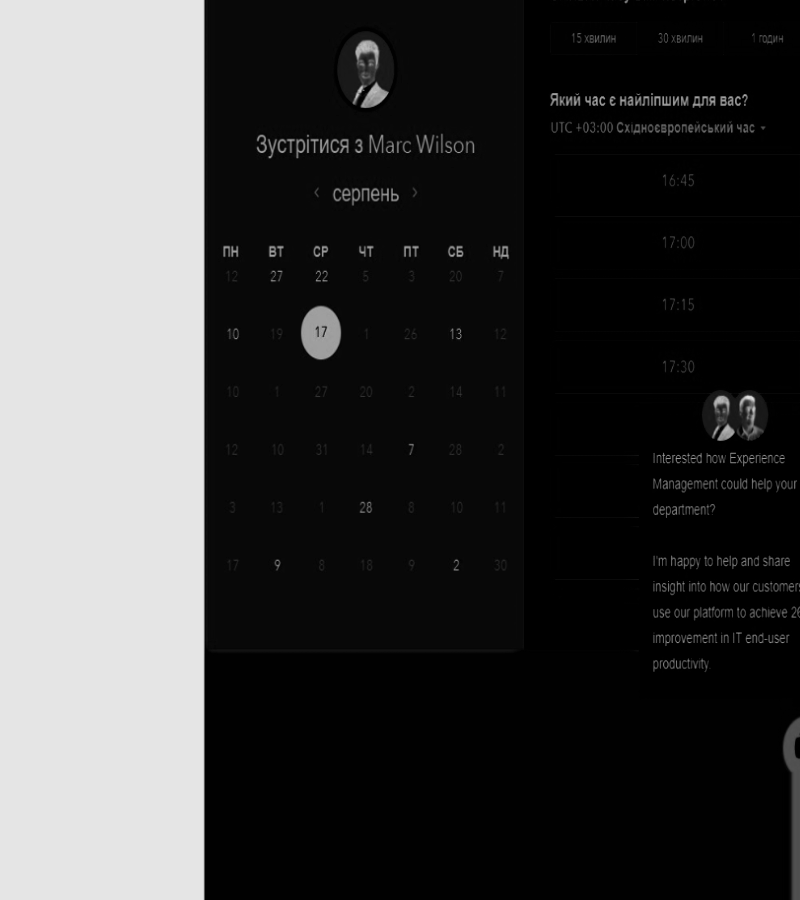 15 хвилин
30 хвилин
1 годин
Який час є найліпшим для вас?
UTC +03:00 Східноєвропейський час
Зустрітися з Marc Wilson
серпень
ПН ВТ СР ЧТ ПТ СБ НД
12 27 22 5 3 20 7
10 19 17 1 26 13 12
10 1 27 20 2 14 11
12 10 31 14 7 28 2
3 13 1 28 8 10 11
17 9 8 18 9 2 30
16:45
17:00
17:15
17:30
Interested how Experience
Management could help your
department?
I'm happy to help and share
insight into how our customers
use our platform to achieve
improvement in IT end-user
productivity.